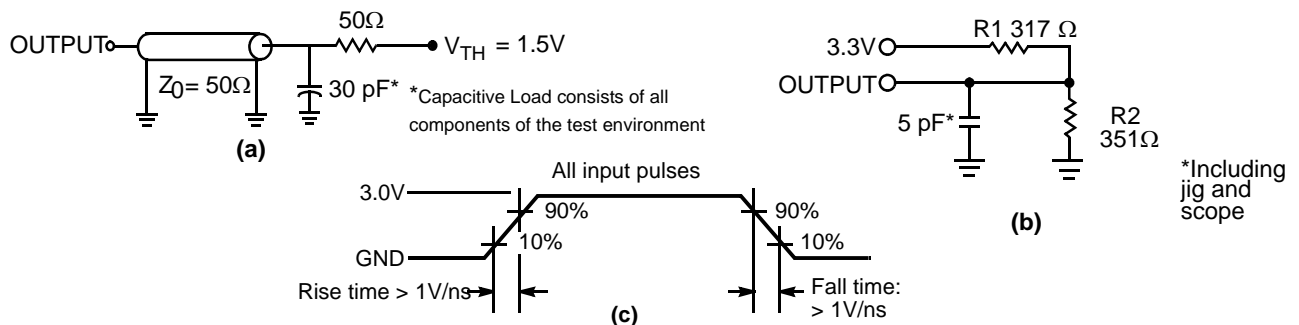 50Ω
OUTPUT
V_TH = 1.5V
Z_0 = 50Ω
30 pF*
*Capacitive Load consists of all
components of the test environment
(a)
R1 317 Ω
3.3V
OUTPUT
5 pF*
R2
351Ω
*Including
jig and
scope
(b)
All input pulses
3.0V
90%
10%
GND
90%
10%
Rise time > 1V/ns
Fall time:
> 1V/ns
(c)